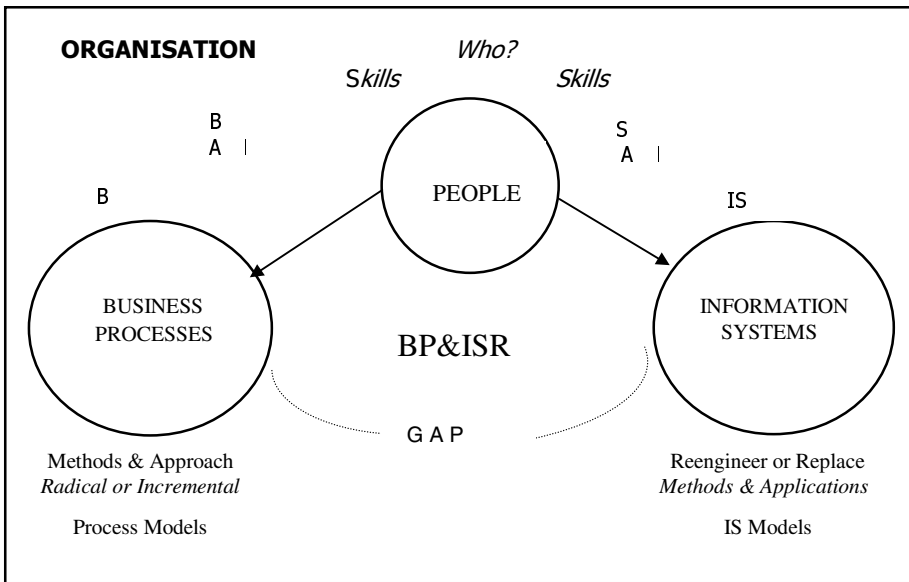 ORGANISATION
Who?
Skills
Skills
B
A I
S
A I
B
IS
PEOPLE
BUSINESS
PROCESSES
INFORMATION
SYSTEMS
BP&ISR
G A P
Methods & Approach
Radical or Incremental
Process Models
Reengineer or Replace
Methods & Applications
IS Models